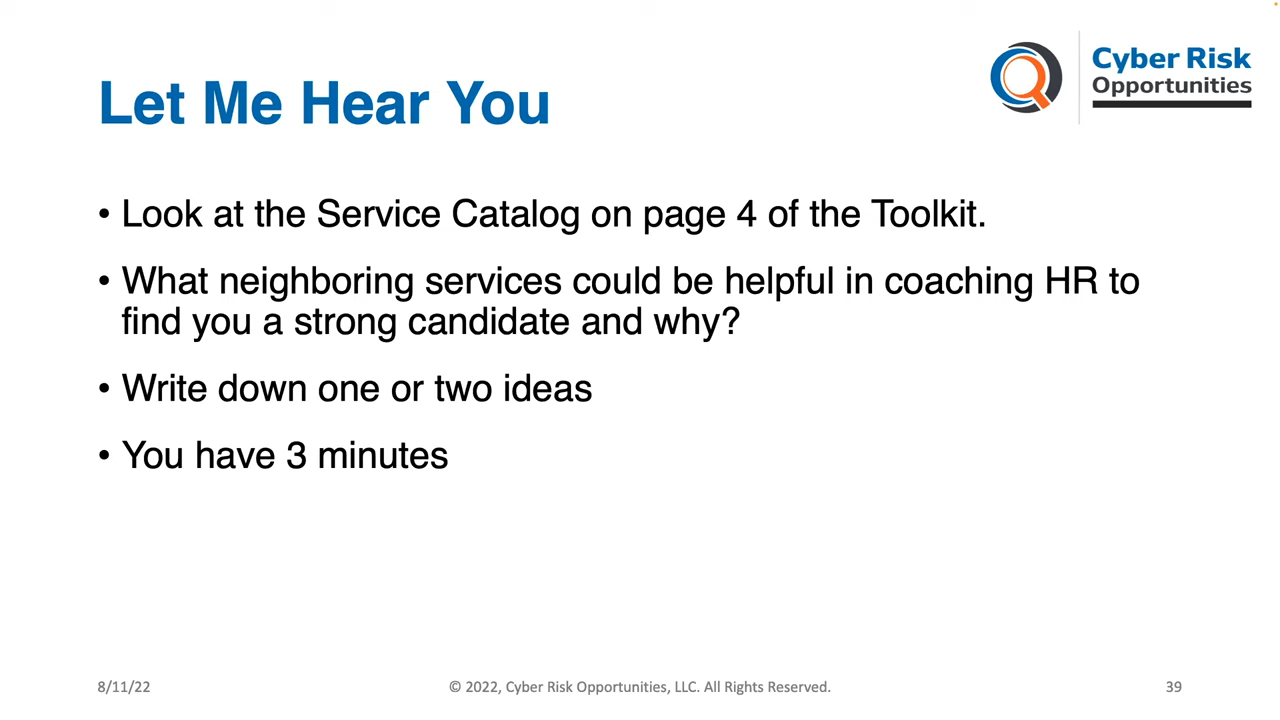 Cyber Risk
Opportunities
Let Me Hear You
• Look at the Service Catalog on page 4 of the Toolkit.
• What neighboring services could be helpful in coaching HR to
find you a strong candidate and why?
• Write down one or two ideas
• You have 3 minutes
8/11/22
© 2022, Cyber Risk Opportunities, LLC. All Rights Reserved.
39